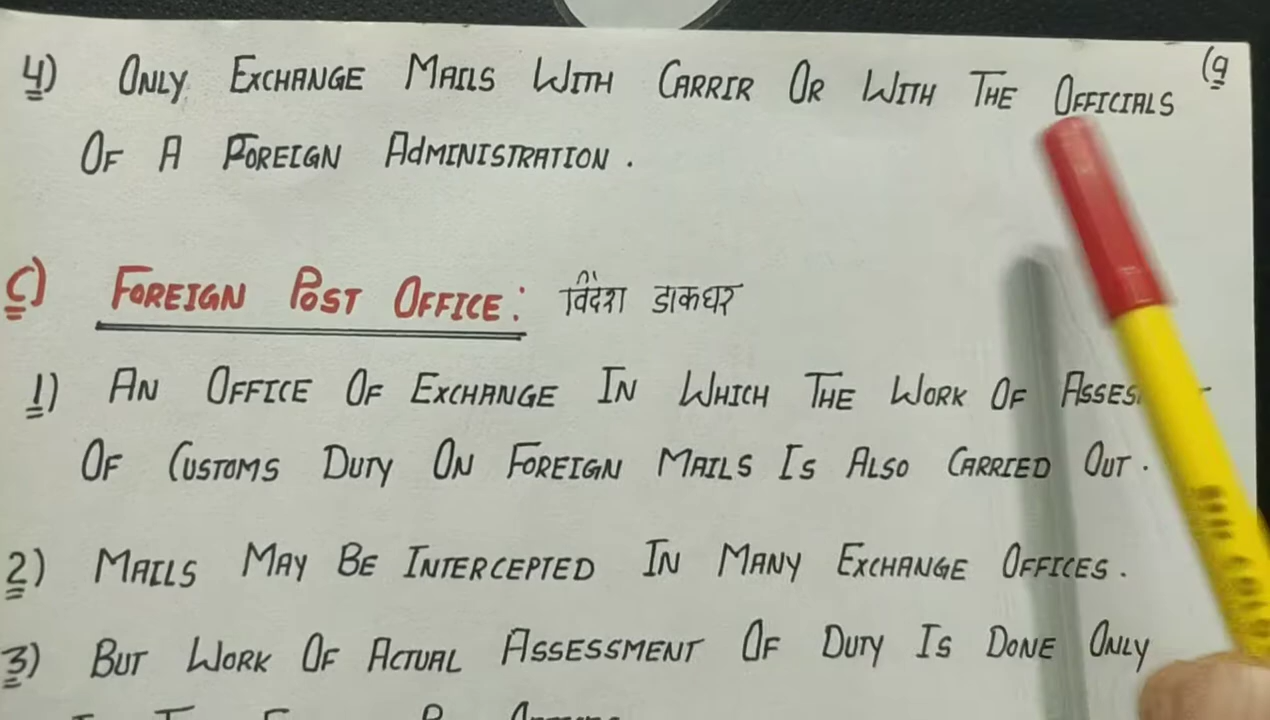 4) ONLY EXCHANGE MAILS WITH CARRIR OR WITH THE OFFICIALS (9
OF A FOREIGN ADMINISTRATION.
C) FOREIGN POST OFFICE: विदेश डाकघर
1) AN OFFICE OF EXCHANGE IN WHICH THE WORK OF
OF CUSTOMS DUTY ON FOREIGN MAILS IS ALSO CARRIED OUT.
2) MAILS MAY BE INTERCEPTED IN MANY EXCHANGE OFFICES.
3) BUT WORK OF ACTUAL ASSESSMENT OF DUTY IS DONE ONLY